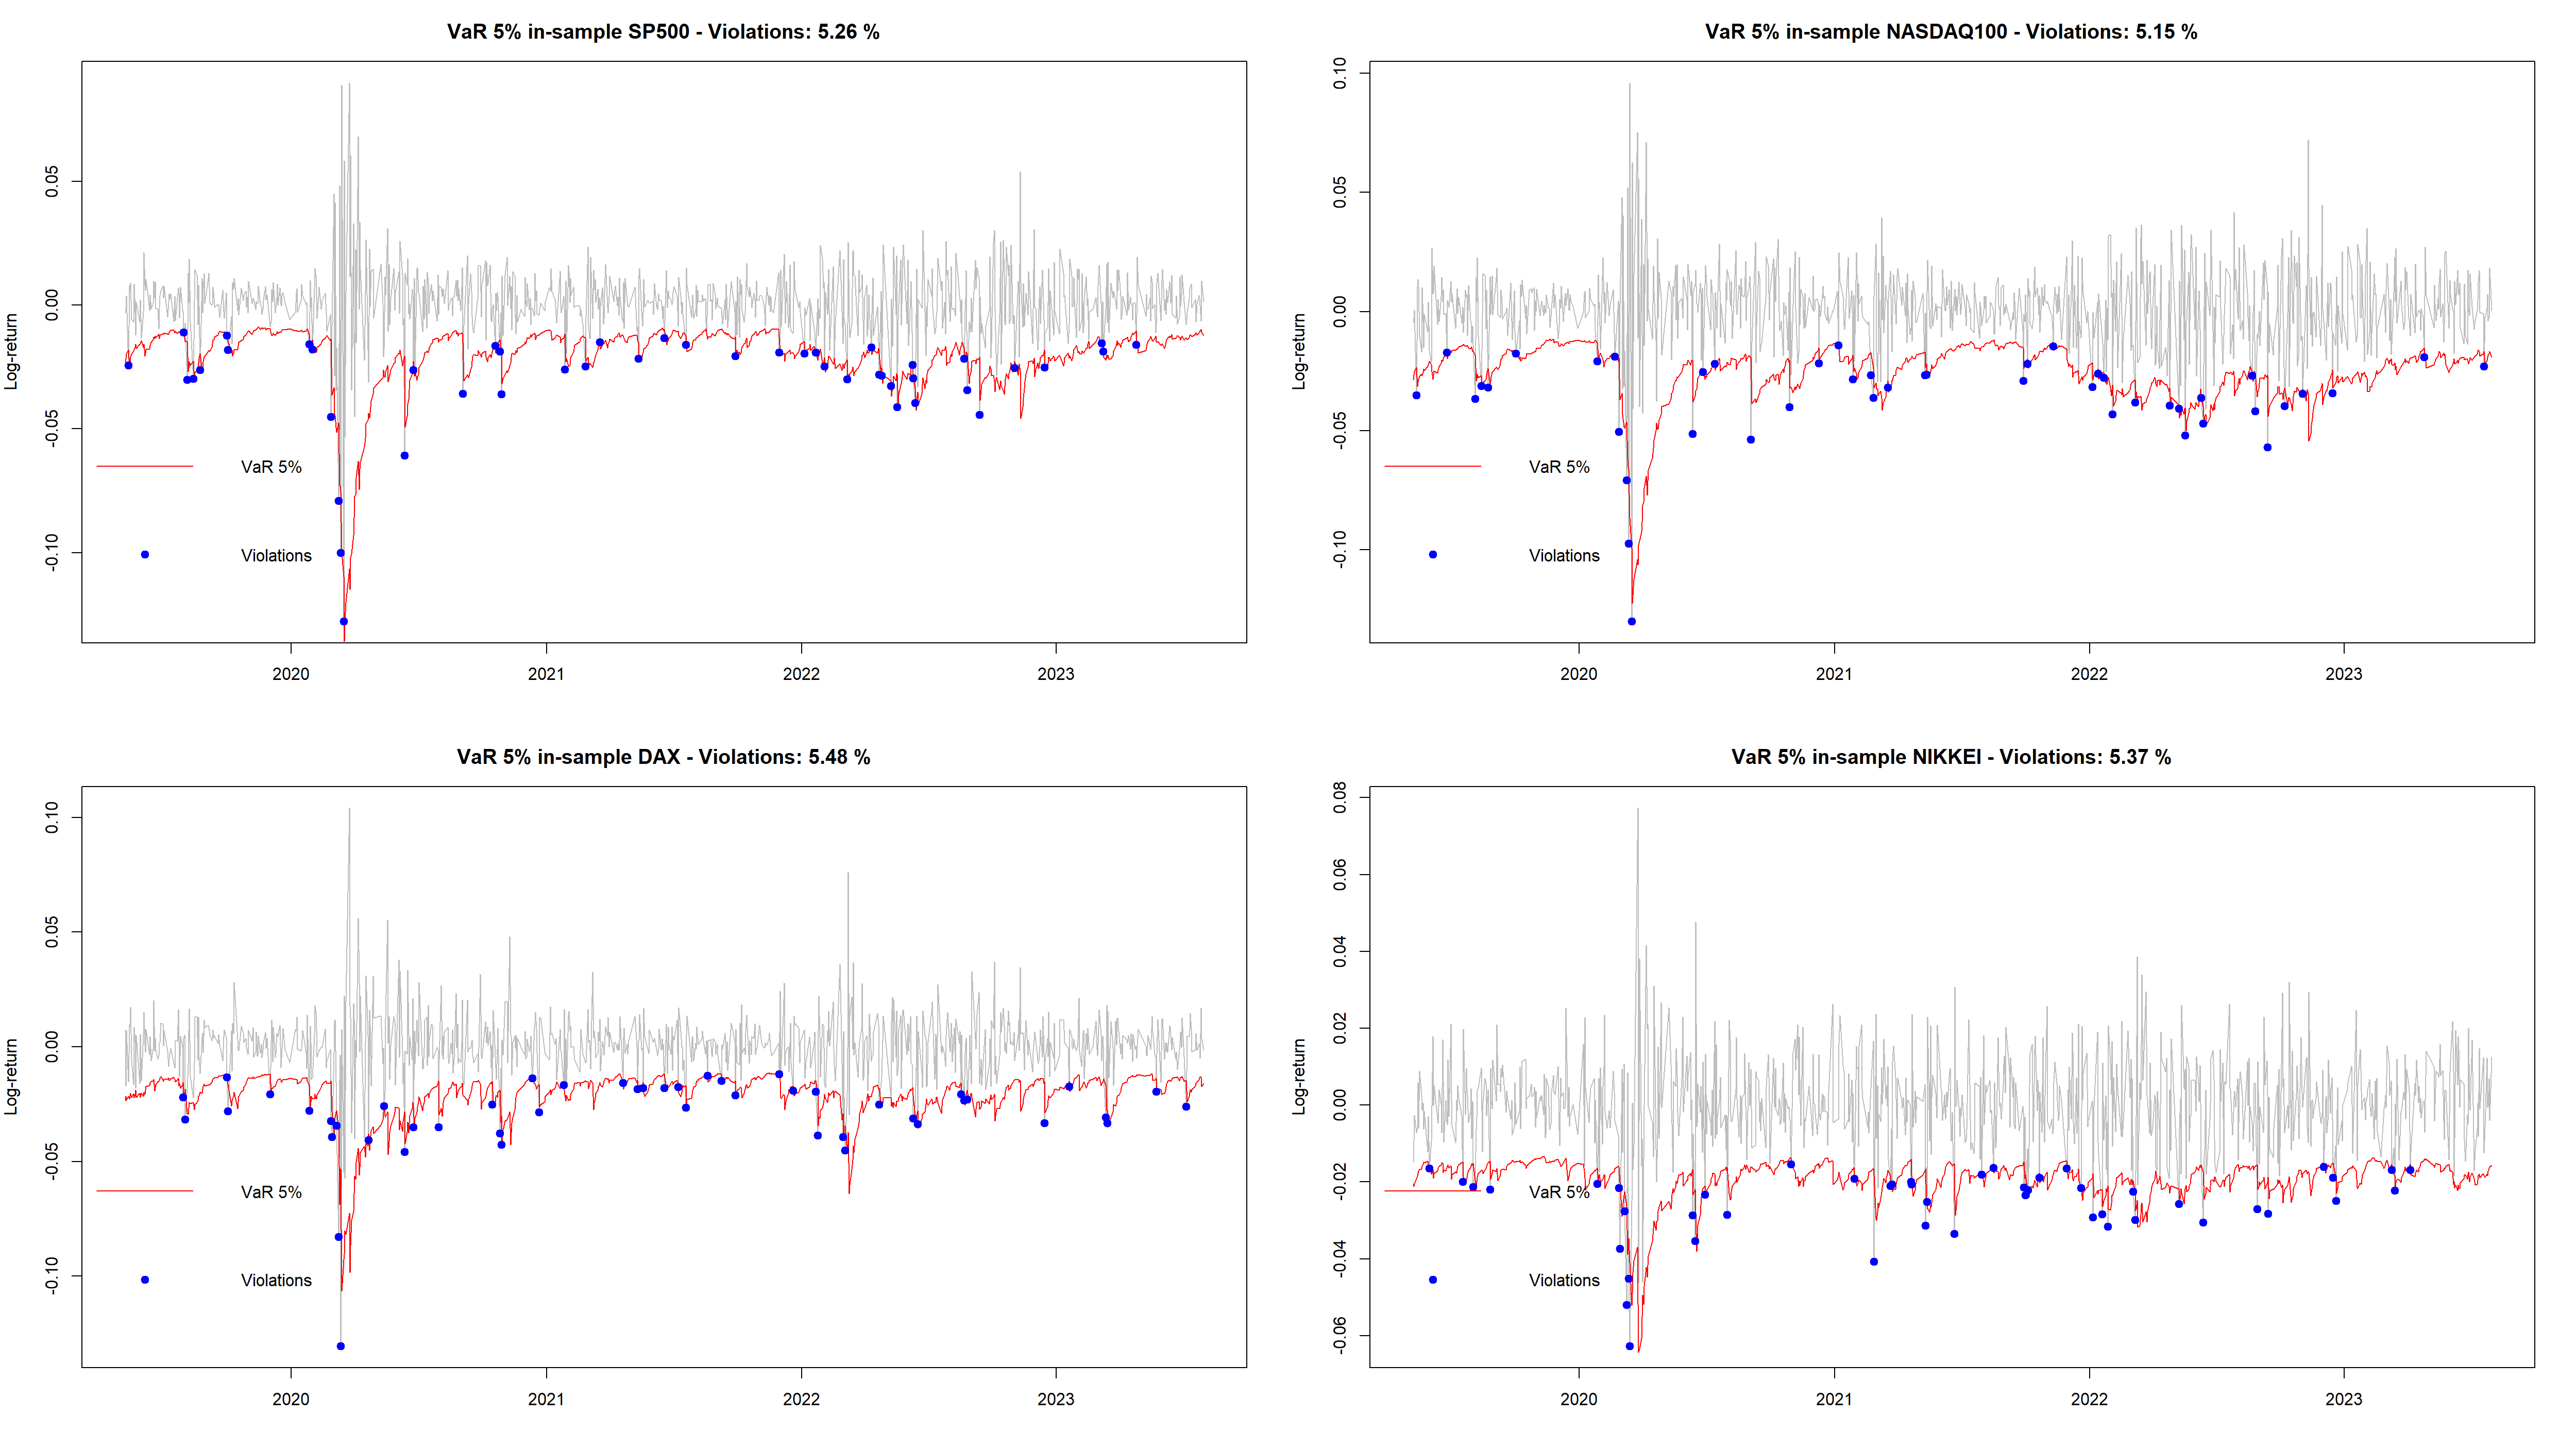 VaR 5% in-sample SP500 - Violations: 5.26 %
Log-return
0.05
0.00
-0.05
-0.10
VaR 5%
Violations
2020 2021 2022 2023
VaR 5% in-sample NASDAQ100 - Violations: 5.15 %
Log-return
0.10
0.05
0.00
-0.05
-0.10
VaR 5%
Violations
2020 2021 2022 2023
VaR 5% in-sample DAX - Violations: 5.48 %
Log-return
0.10
0.05
0.00
-0.05
-0.10
VaR 5%
Violations
2020 2021 2022 2023
VaR 5% in-sample NIKKEI - Violations: 5.37 %
Log-return
0.08
0.06
0.04
0.02
0.00
-0.02
-0.04
-0.06
VaR 5%
Violations
2020 2021 2022 2023